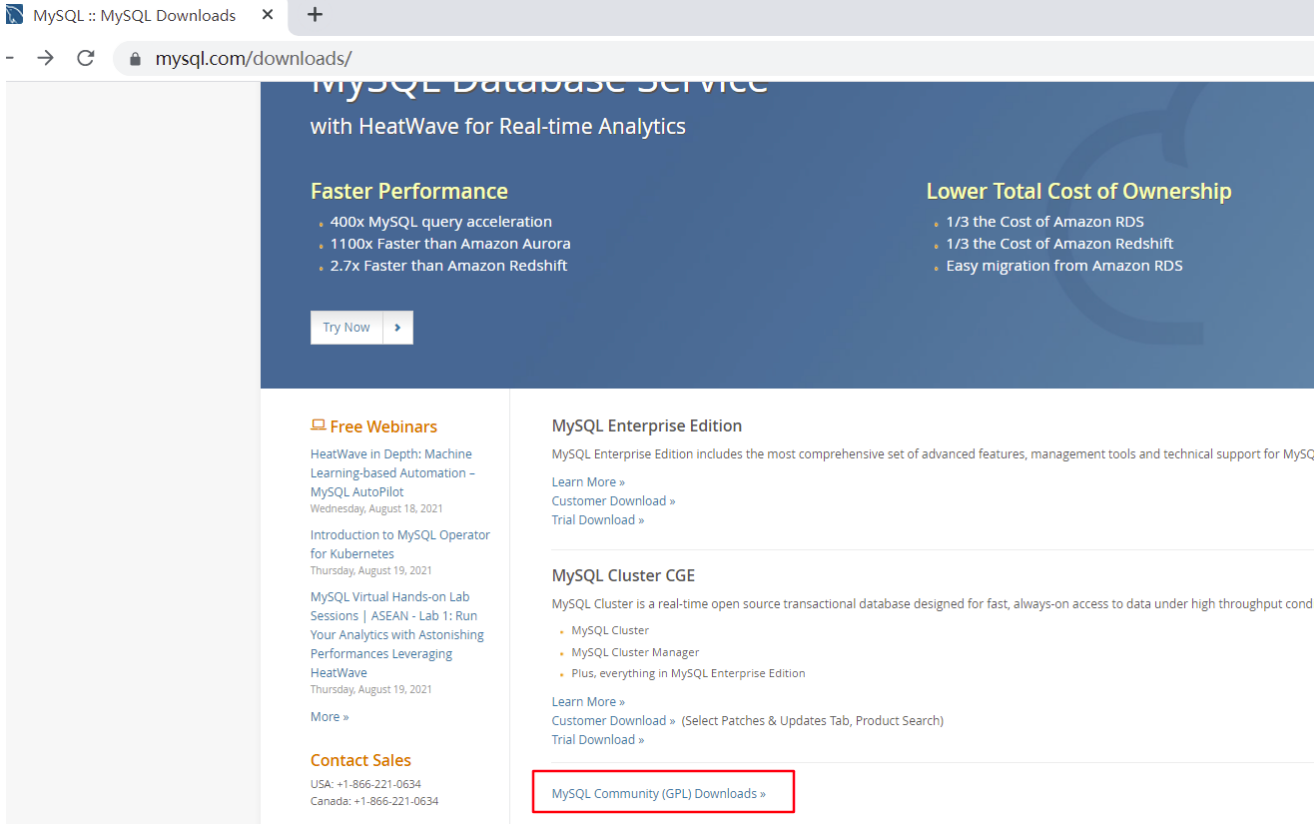 MySQL :: MySQL Downloads
mysql.com/downloads/
MySQL Database Service
with HeatWave for Real-time Analytics
Faster Performance
400x MySQL query acceleration
1100x Faster than Amazon Aurora
2.7x Faster than Amazon Redshift
Lower Total Cost of Ownership
1/3 the Cost of Amazon RDS
1/3 the Cost of Amazon Redshift
Easy migration from Amazon RDS
Try Now
Free Webinars
HeatWave in Depth: Machine
Learning-based Automation –
MySQL AutoPilot
Wednesday, August 18, 2021
Introduction to MySQL Operator
for Kubernetes
Thursday, August 19, 2021
MySQL Virtual Hands-on Lab
Sessions | ASEAN - Lab 1: Run
Your Analytics with Astonishing
Performances Leveraging
HeatWave
Thursday, August 19, 2021
More »
Contact Sales
USA: +1-866-221-0634
Canada: +1-866-221-0634
MySQL Enterprise Edition
MySQL Enterprise Edition includes the most comprehensive set of advanced features, management tools and technical support for MySQ
Learn More »
Customer Download »
Trial Download »
MySQL Cluster CGE
MySQL Cluster is a real-time open source transactional database designed for fast, always-on access to data under high throughput cond
MySQL Cluster
MySQL Cluster Manager
Plus, everything in MySQL Enterprise Edition
Learn More »
Customer Download » (Select Patches & Updates Tab, Product Search)
Trial Download »
MySQL Community (GPL) Downloads »